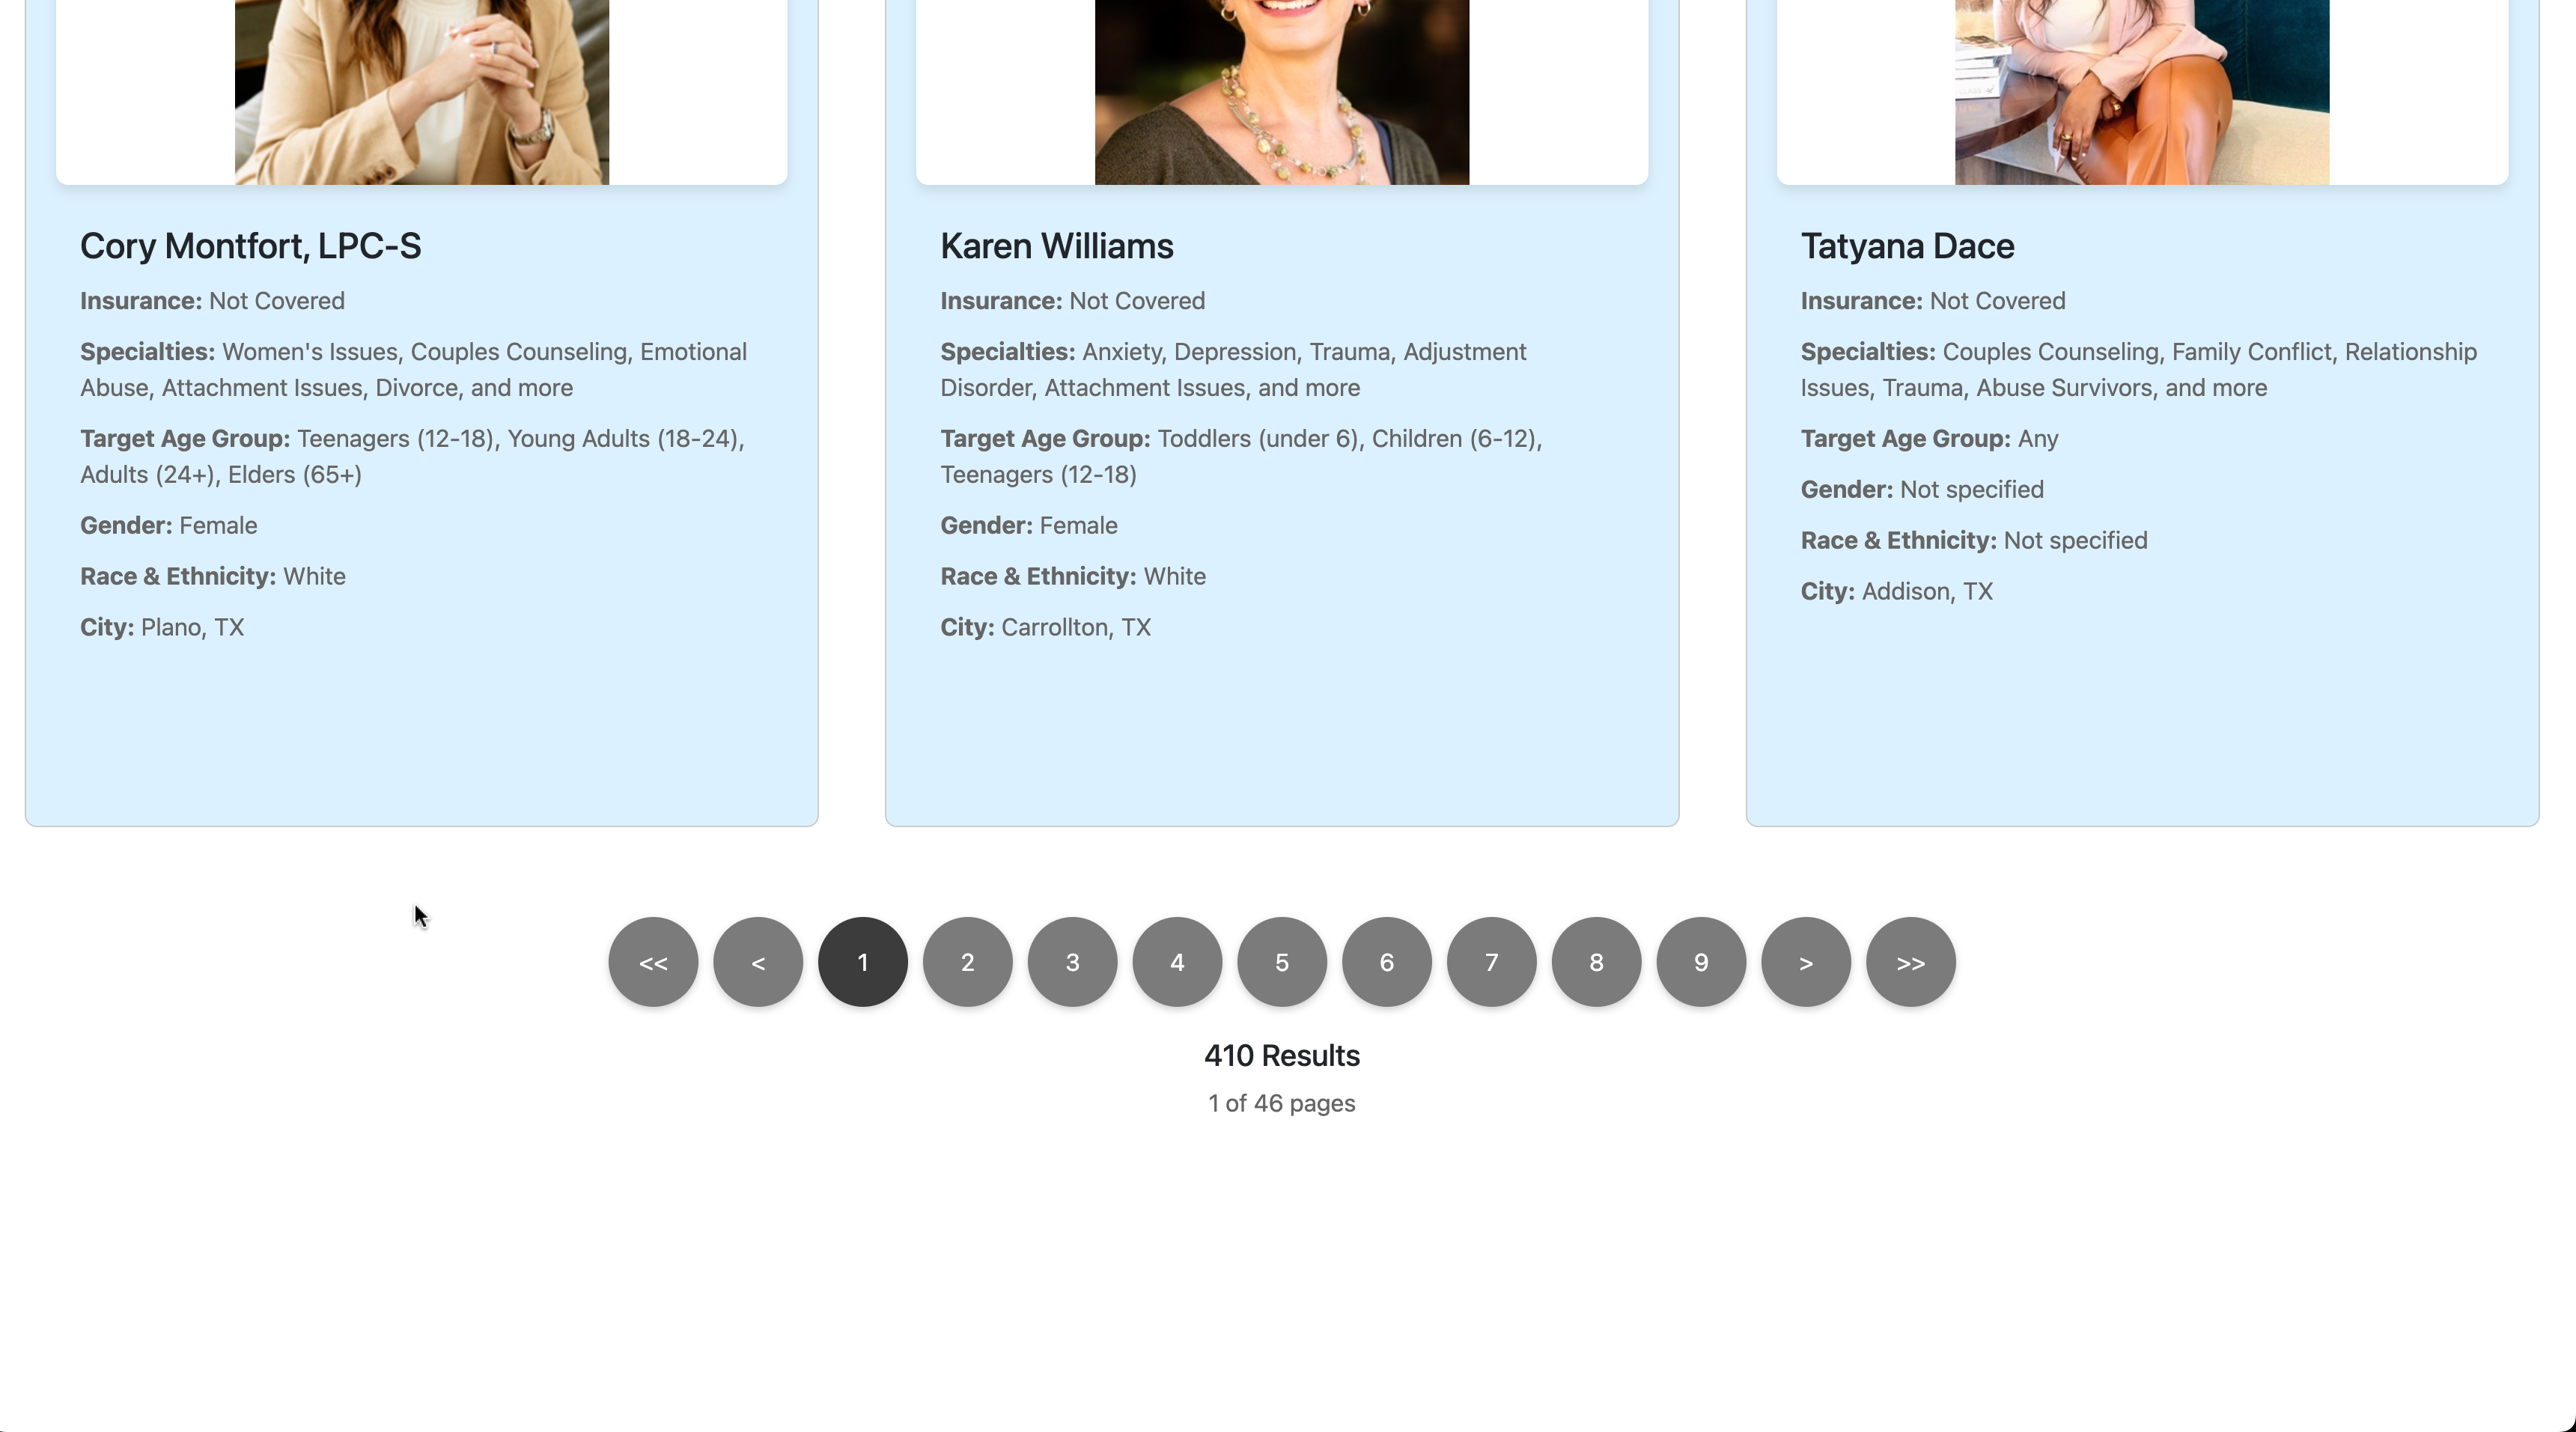 Cory Montfort, LPC-S
Insurance: Not Covered
Specialties: Women's Issues, Couples Counseling, Emotional
Abuse, Attachment Issues, Divorce, and more
Target Age Group: Teenagers (12-18), Young Adults (18-24),
Adults (24+), Elders (65+)
Gender: Female
Race & Ethnicity: White
City: Plano, TX
Karen Williams
Insurance: Not Covered
Specialties: Anxiety, Depression, Trauma, Adjustment
Disorder, Attachment Issues, and more
Target Age Group: Toddlers (under 6), Children (6-12),
Teenagers (12-18)
Gender: Female
Race & Ethnicity: White
City: Carrollton, TX
Tatyana Dace
Insurance: Not Covered
Specialties: Couples Counseling, Family Conflict, Relationship
Issues, Trauma, Abuse Survivors, and more
Target Age Group: Any
Gender: Not specified
Race & Ethnicity: Not specified
City: Addison, TX
<< < 1 2 3 4 5 6 7 8 9 > >>
410 Results
1 of 46 pages